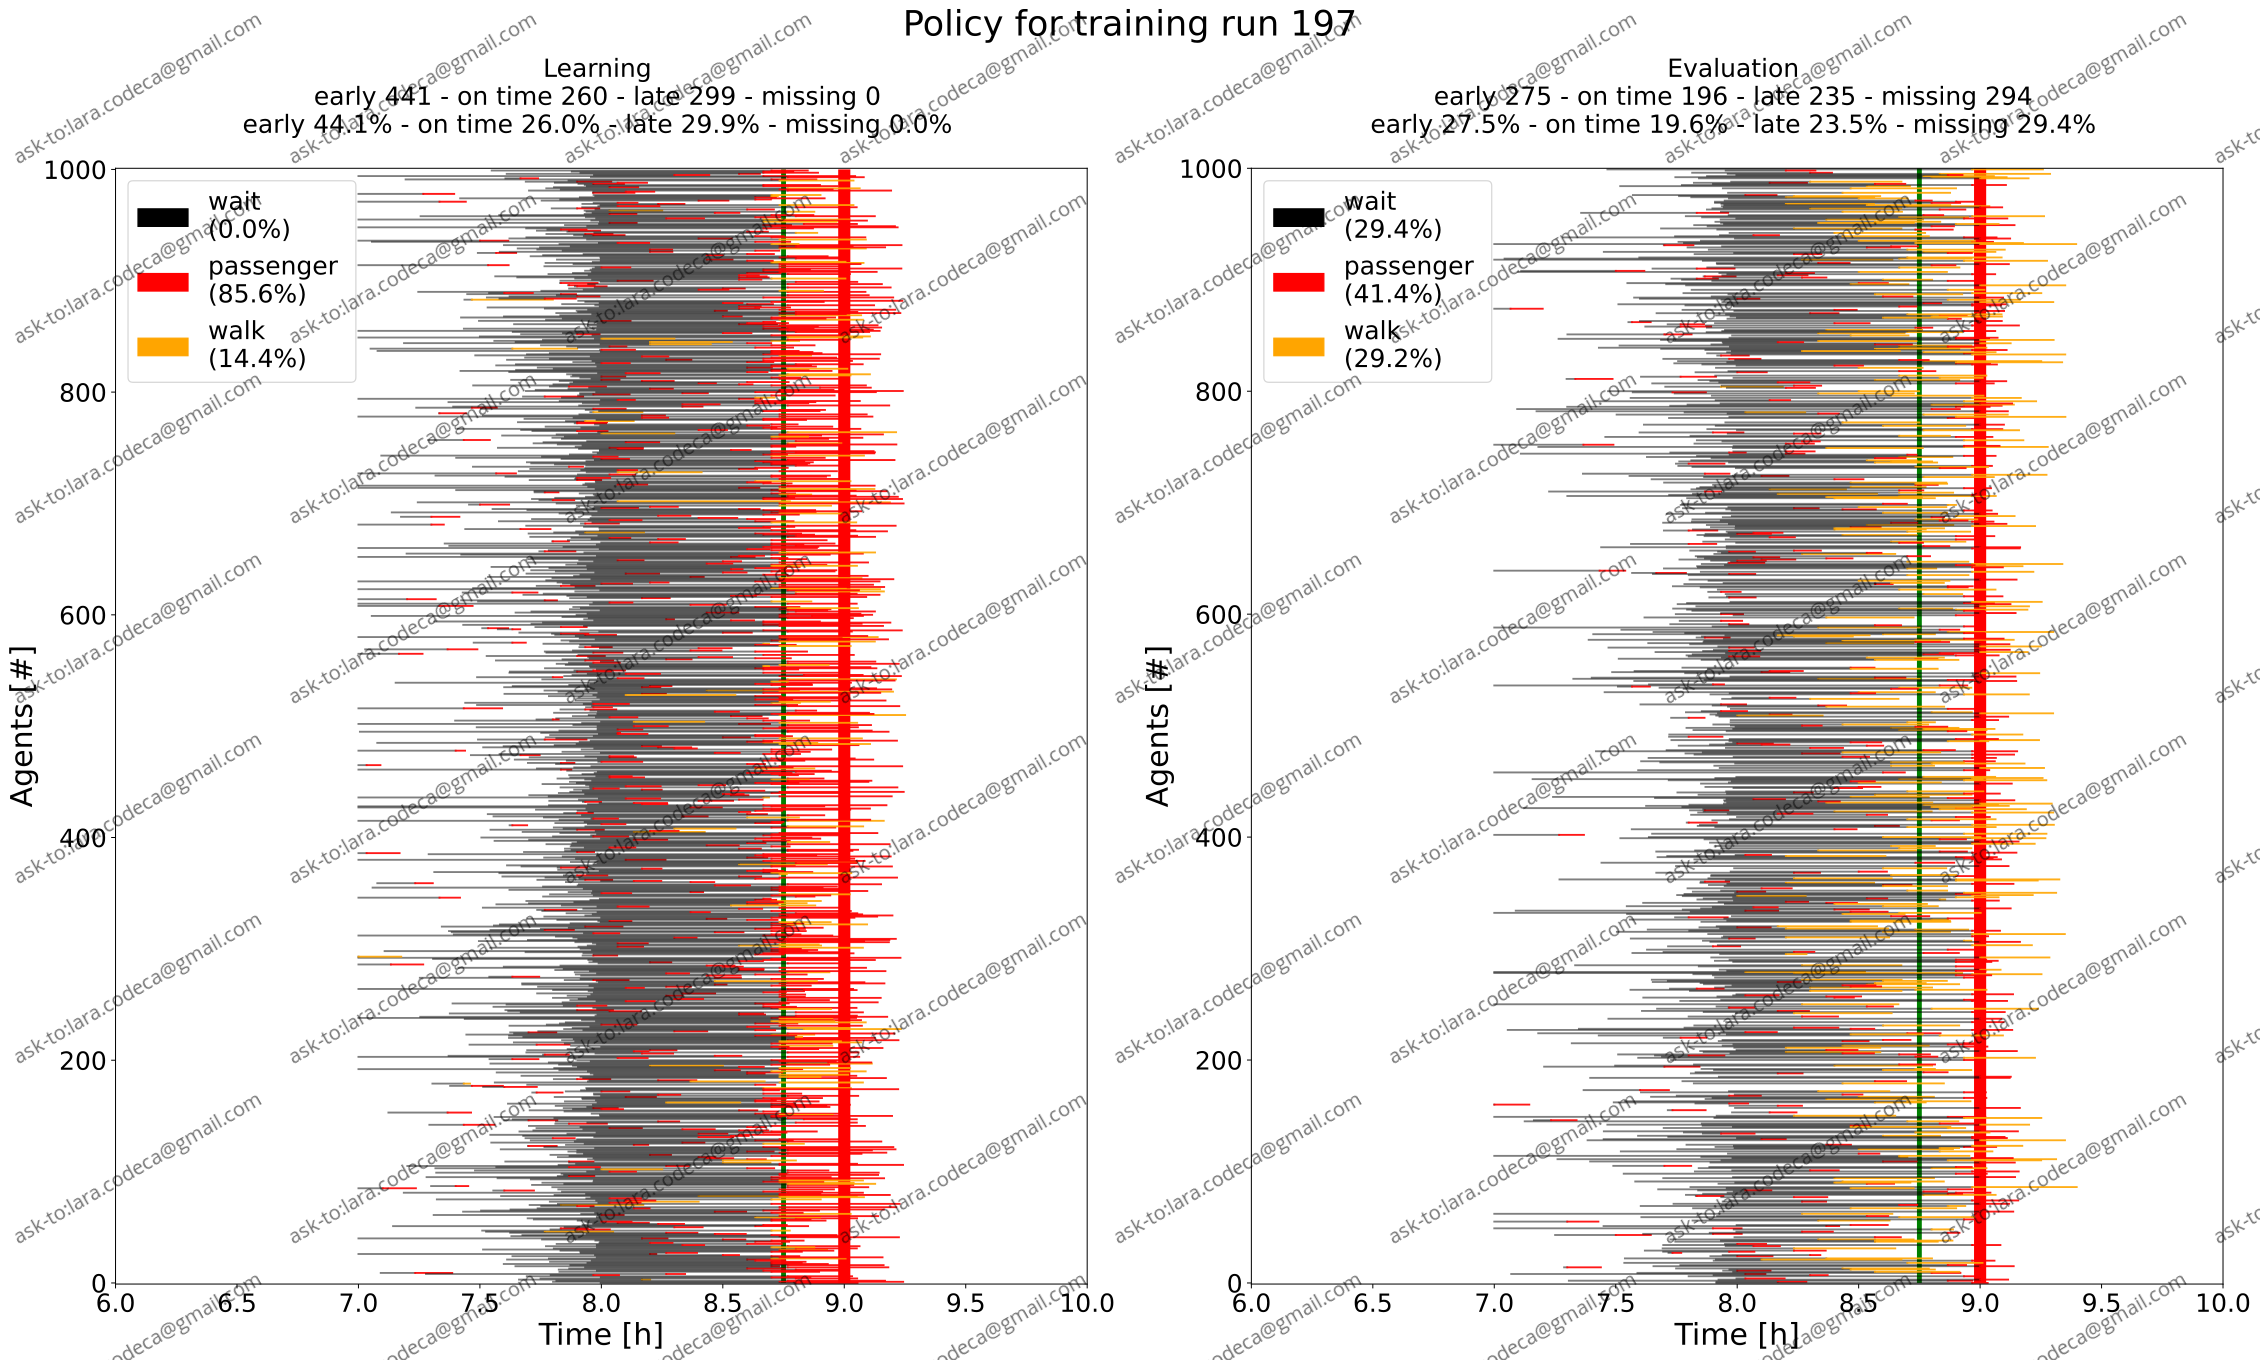 Policy for training run 197
Learning
early 441 - on time 260 - late 299 - missing 0
early 44.1% - on time 26.0% - late 29.9% - missing 0.0%
1000
800
600
400
200
0
Agents [#]
wait
(0.0%)
passenger
(85.6%)
walk
(14.4%)
6.0 6.5 7.0 7.5 8.0 8.5 9.0 9.5 10.0
Time [h]
Evaluation
early 275 - on time 196 - late 235 - missing 294
early 27.5% - on time 19.6% - late 23.5% - missing 29.4%
1000
800
600
400
200
0
Agents [#]
wait
(29.4%)
passenger
(41.4%)
walk
(29.2%)
6.0 6.5 7.0 7.5 8.0 8.5 9.0 9.5 10.0
Time [h]
ask-to:lara.codeca@gmail.com